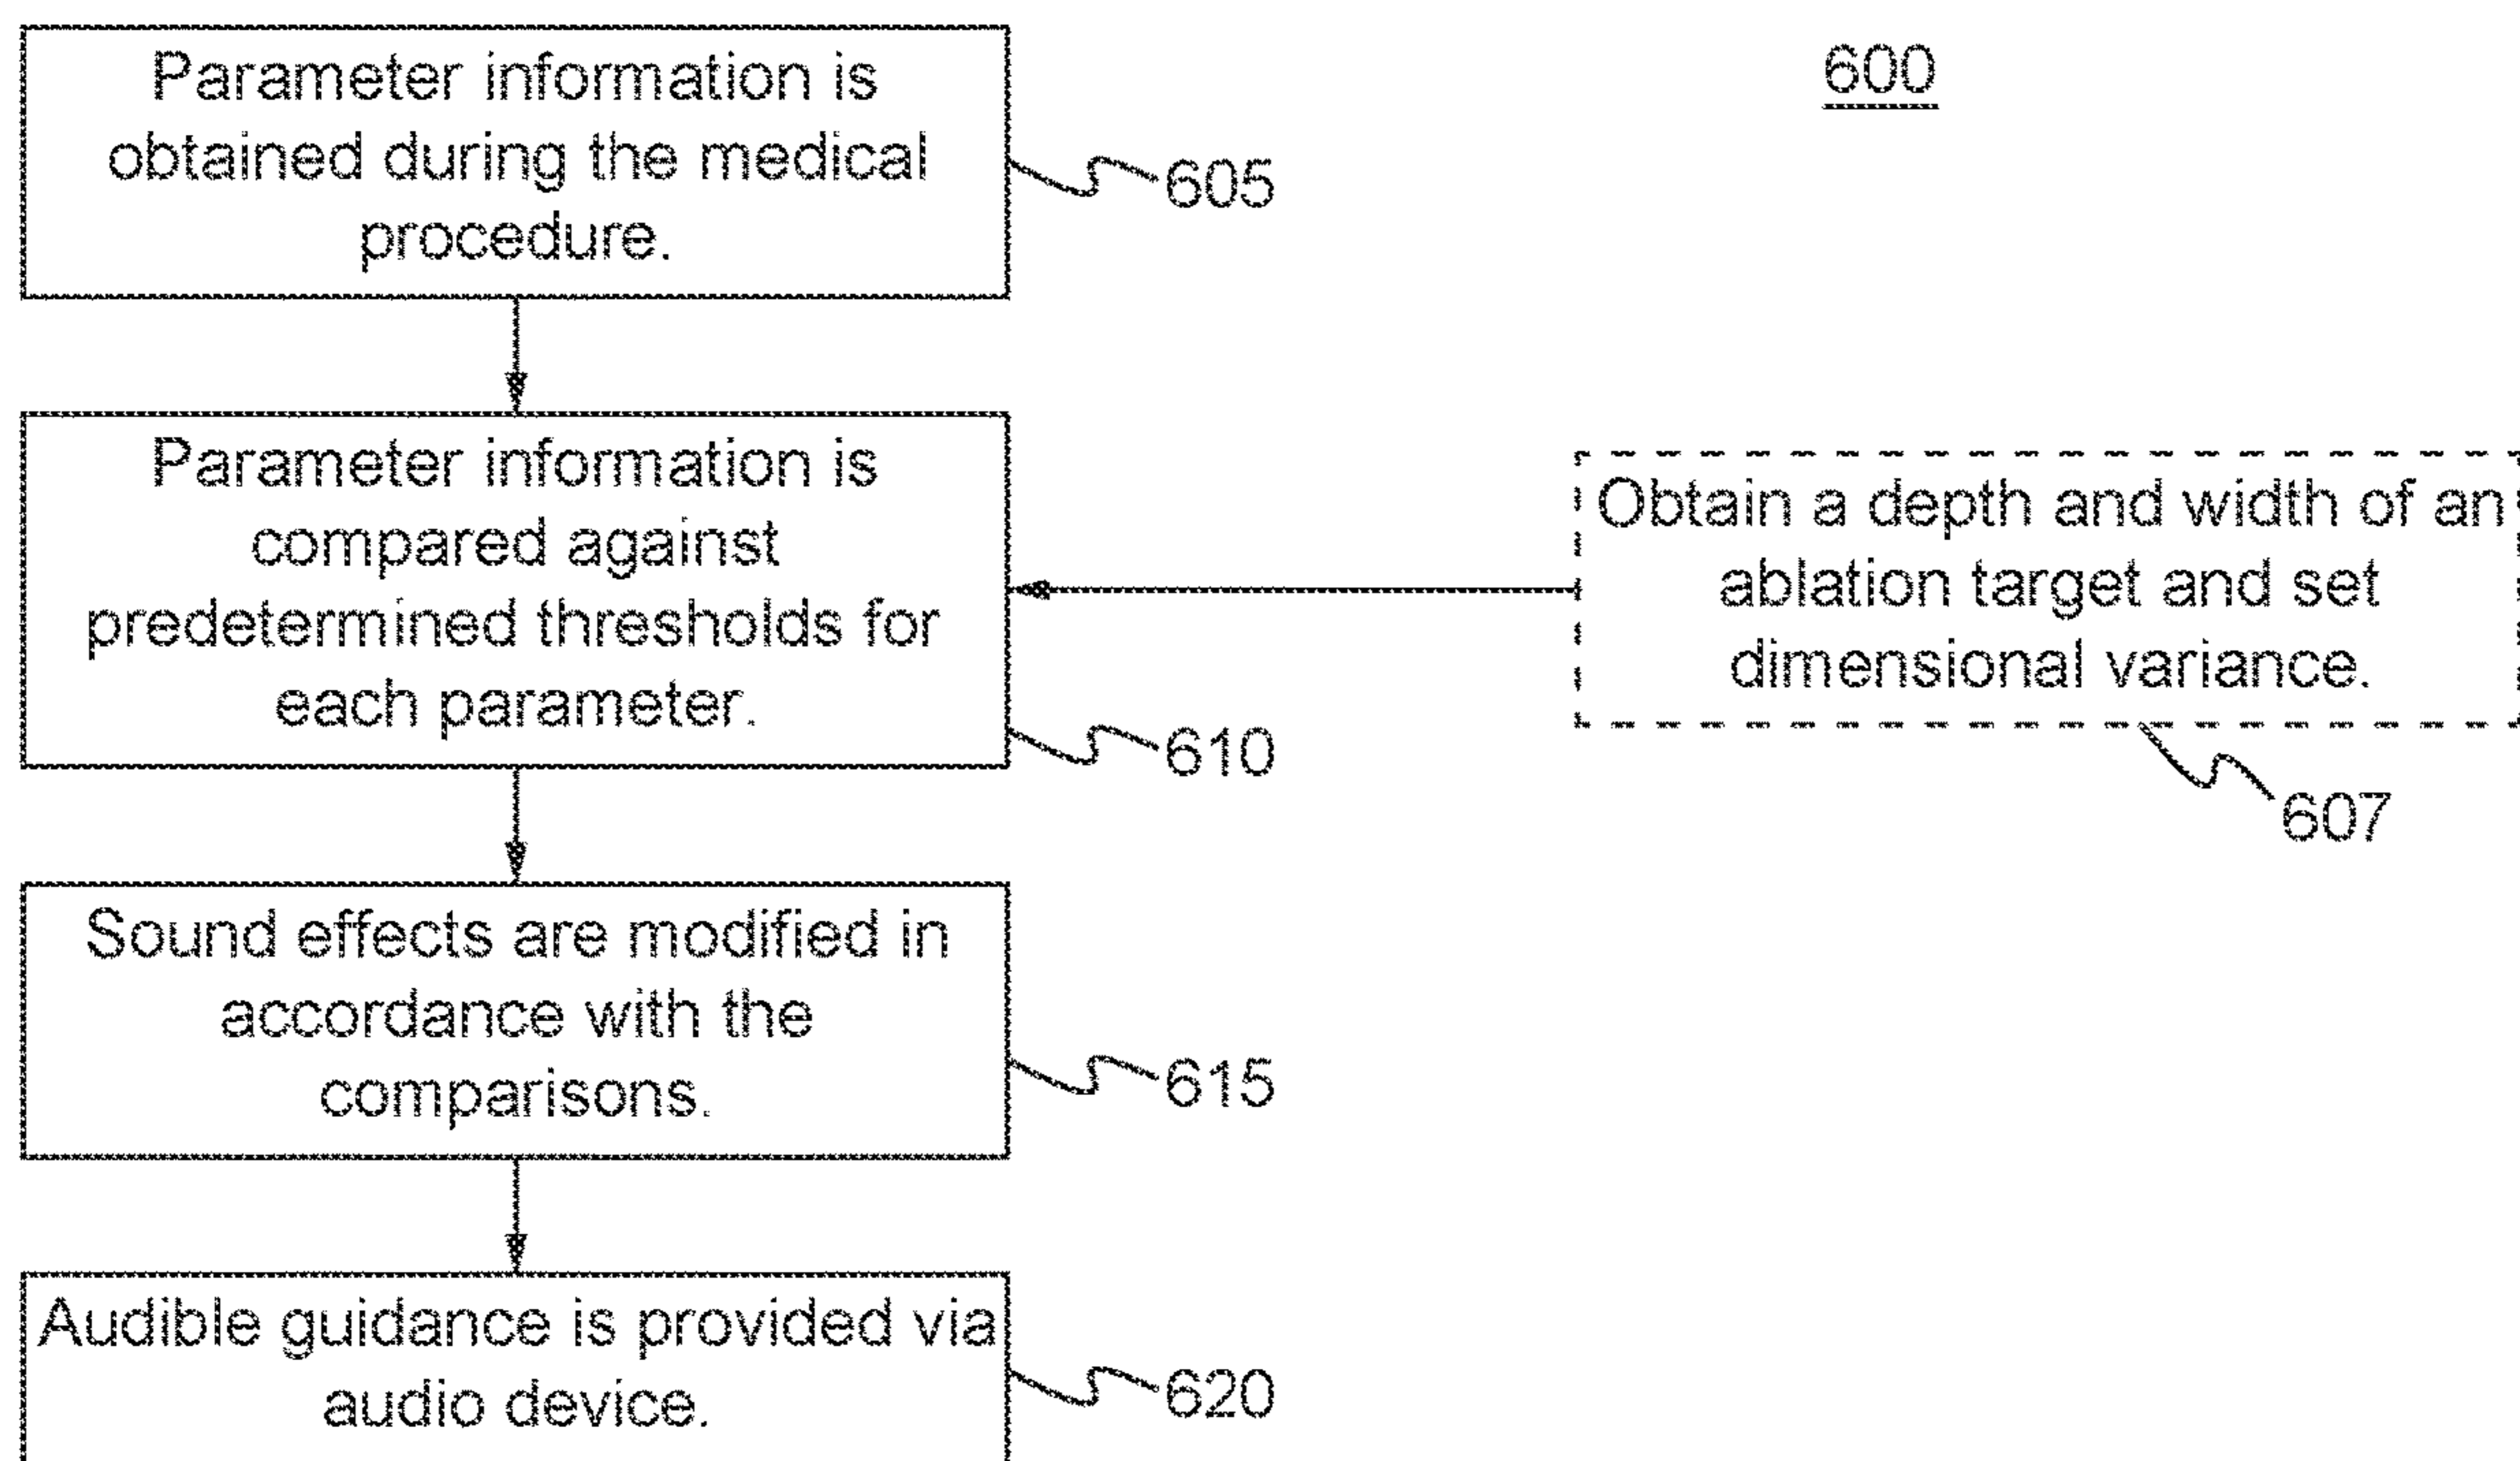 600
Parameter information is
obtained during the medical
procedure.
605
Parameter information is
compared against
predetermined thresholds for
each parameter.
610
Obtain a depth and width of an
ablation target and set
dimensional variance.
607
Sound effects are modified in
accordance with the
comparisons.
615
Audible guidance is provided via
audio device.
620